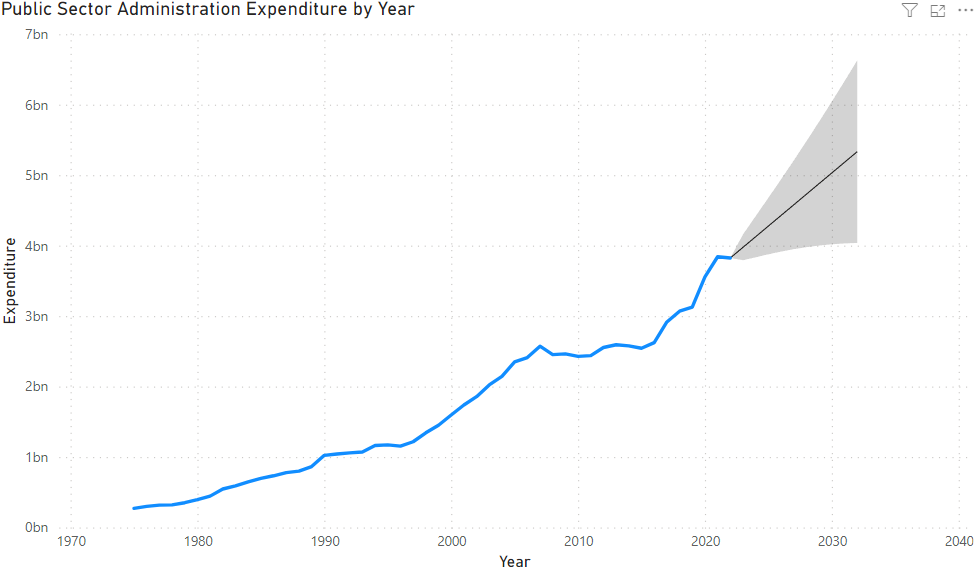 Public Sector Administration Expenditure by Year
7bn
6bn
5bn
4bn
3bn
2bn
1bn
0bn
Expenditure
1970 1980 1990 2000 2010 2020 2030 2040
Year